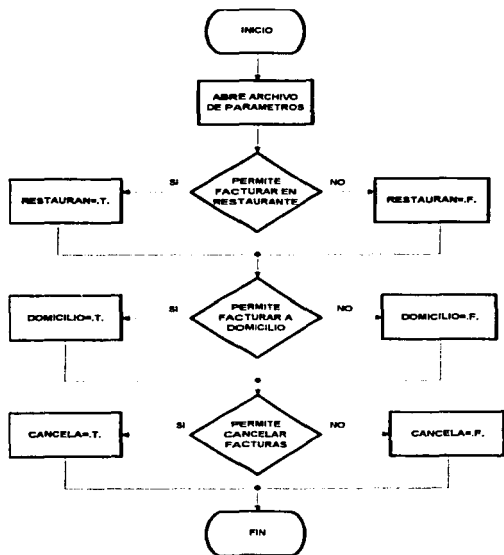 INICIO
ABRE ARCHIVO
DE PARAMETROS
SI
PERMITE
FACTURAR EN
RESTAURANTE
NO
RESTAURAN=.T.
RESTAURAN=.F.
SI
PERMITE
FACTURAR A
DOMICILIO
NO
DOMICILIO=.T.
DOMICILIO=.F.
SI
PERMITE
CANCELAR
FACTURAS
NO
CANCELA=.T.
CANCELA=.F.
FIN